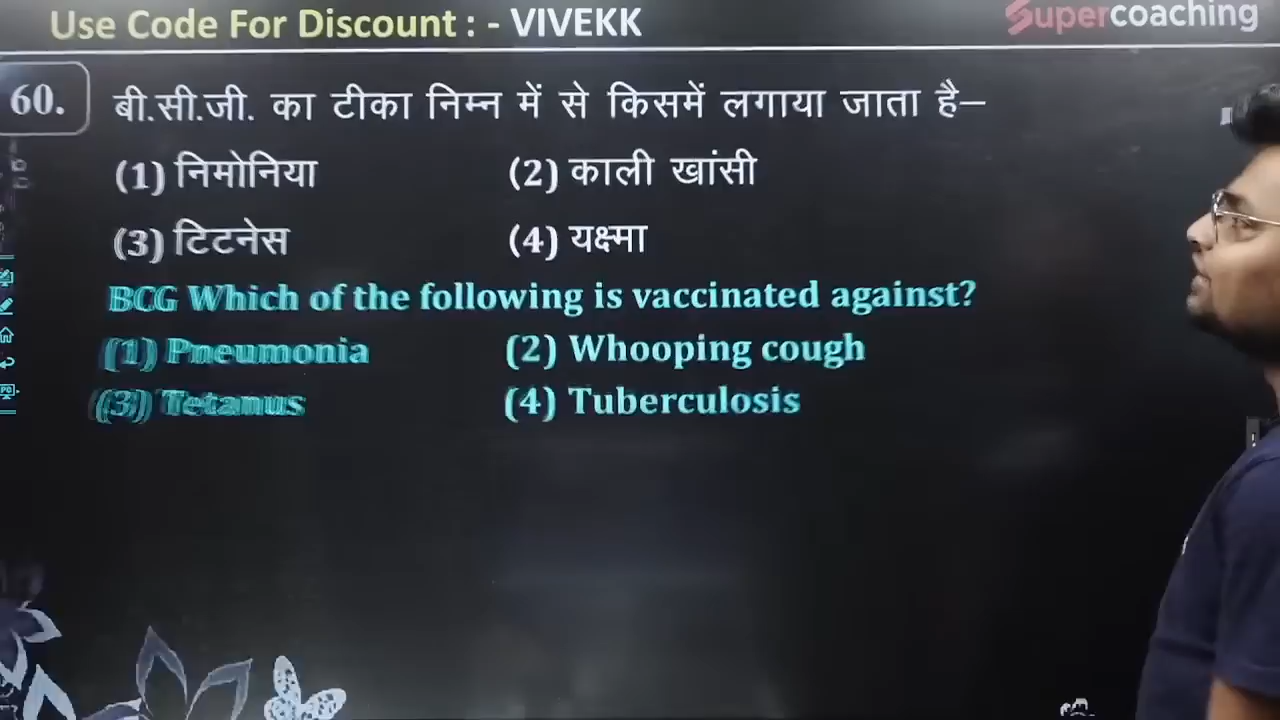 Use Code For Discount : - VIVEKK
Supercoaching
60. बी.सी.जी. का टीका निम्न में से किसमें लगाया जाता है–
(1) निमोनिया (2) काली खांसी
(3) टिटनेस (4) यक्ष्मा
BCG Which of the following is vaccinated against?
(1) Pneumonia (2) Whooping cough
(3) Tetanus (4) Tuberculosis